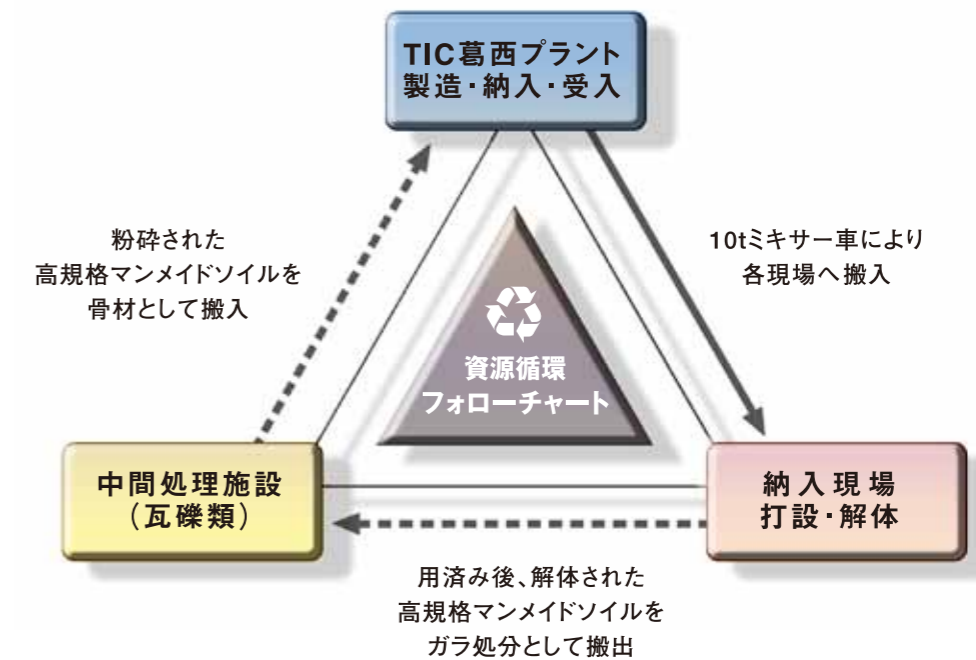 TIC葛西プラント
製造・納入・受入
粉砕された
高規格マンメイドソイルを
骨材として搬入
10tミキサー車により
各現場へ搬入
資源循環
フォローチャート
中間処理施設
（瓦礫類）
納入現場
打設・解体
用済み後、解体された
高規格マンメイドソイルを
ガラ処分として搬出